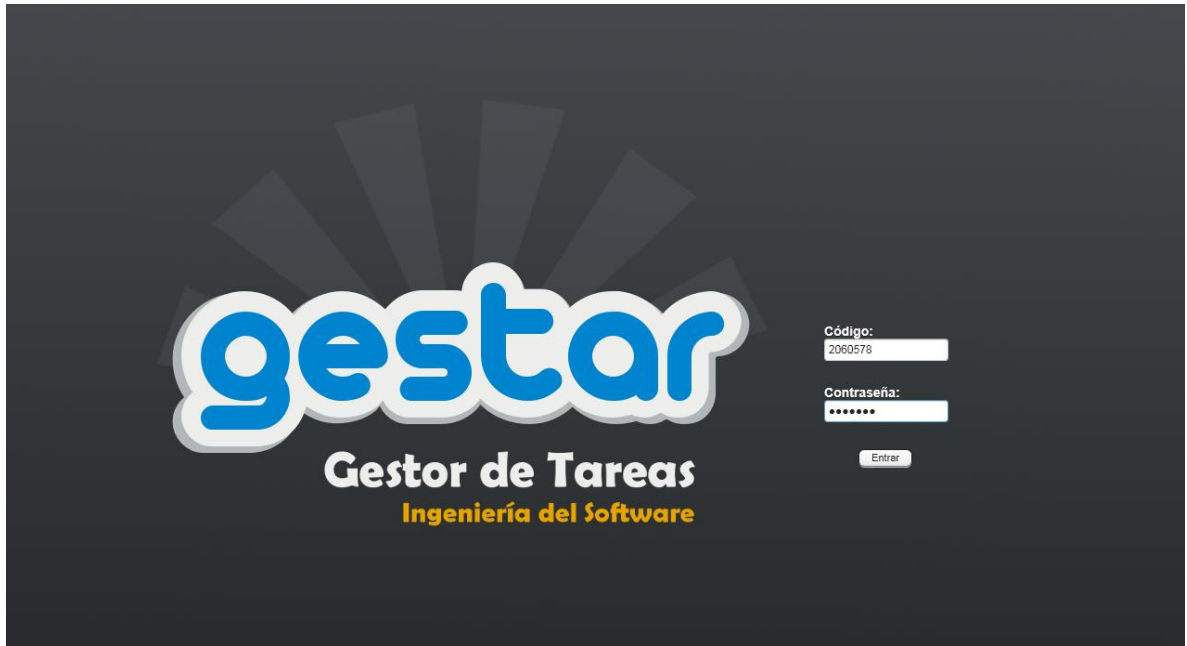 gestar
Gestor de Tareas
Ingeniería del Software
Código:
2060578
Contraseña:
•••••••
Entrar